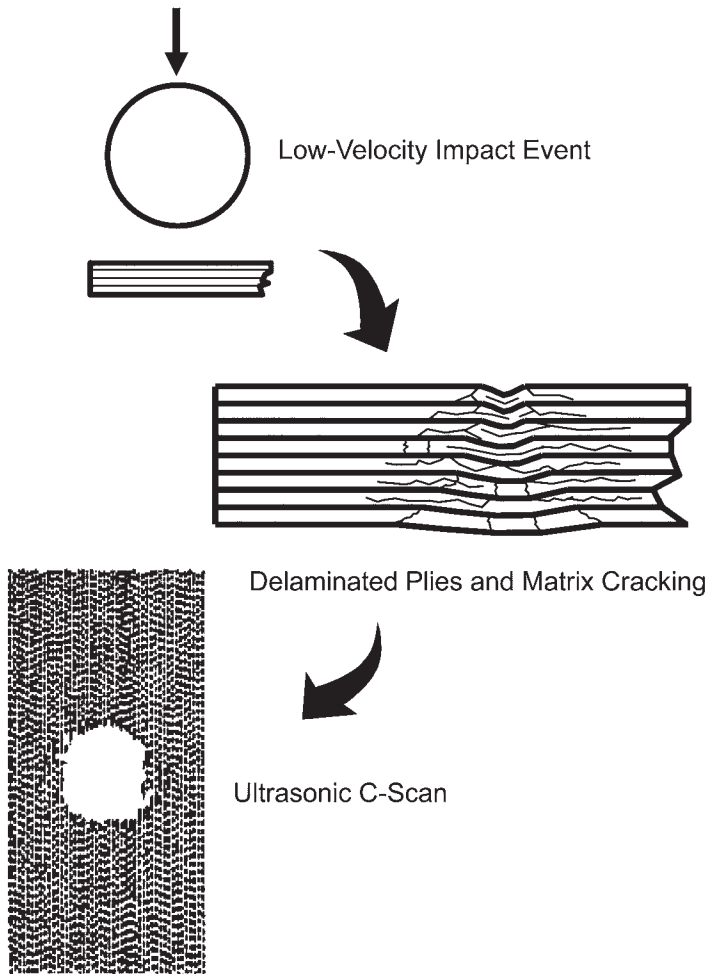 Low-Velocity Impact Event
Delaminated Plies and Matrix Cracking
Ultrasonic C-Scan